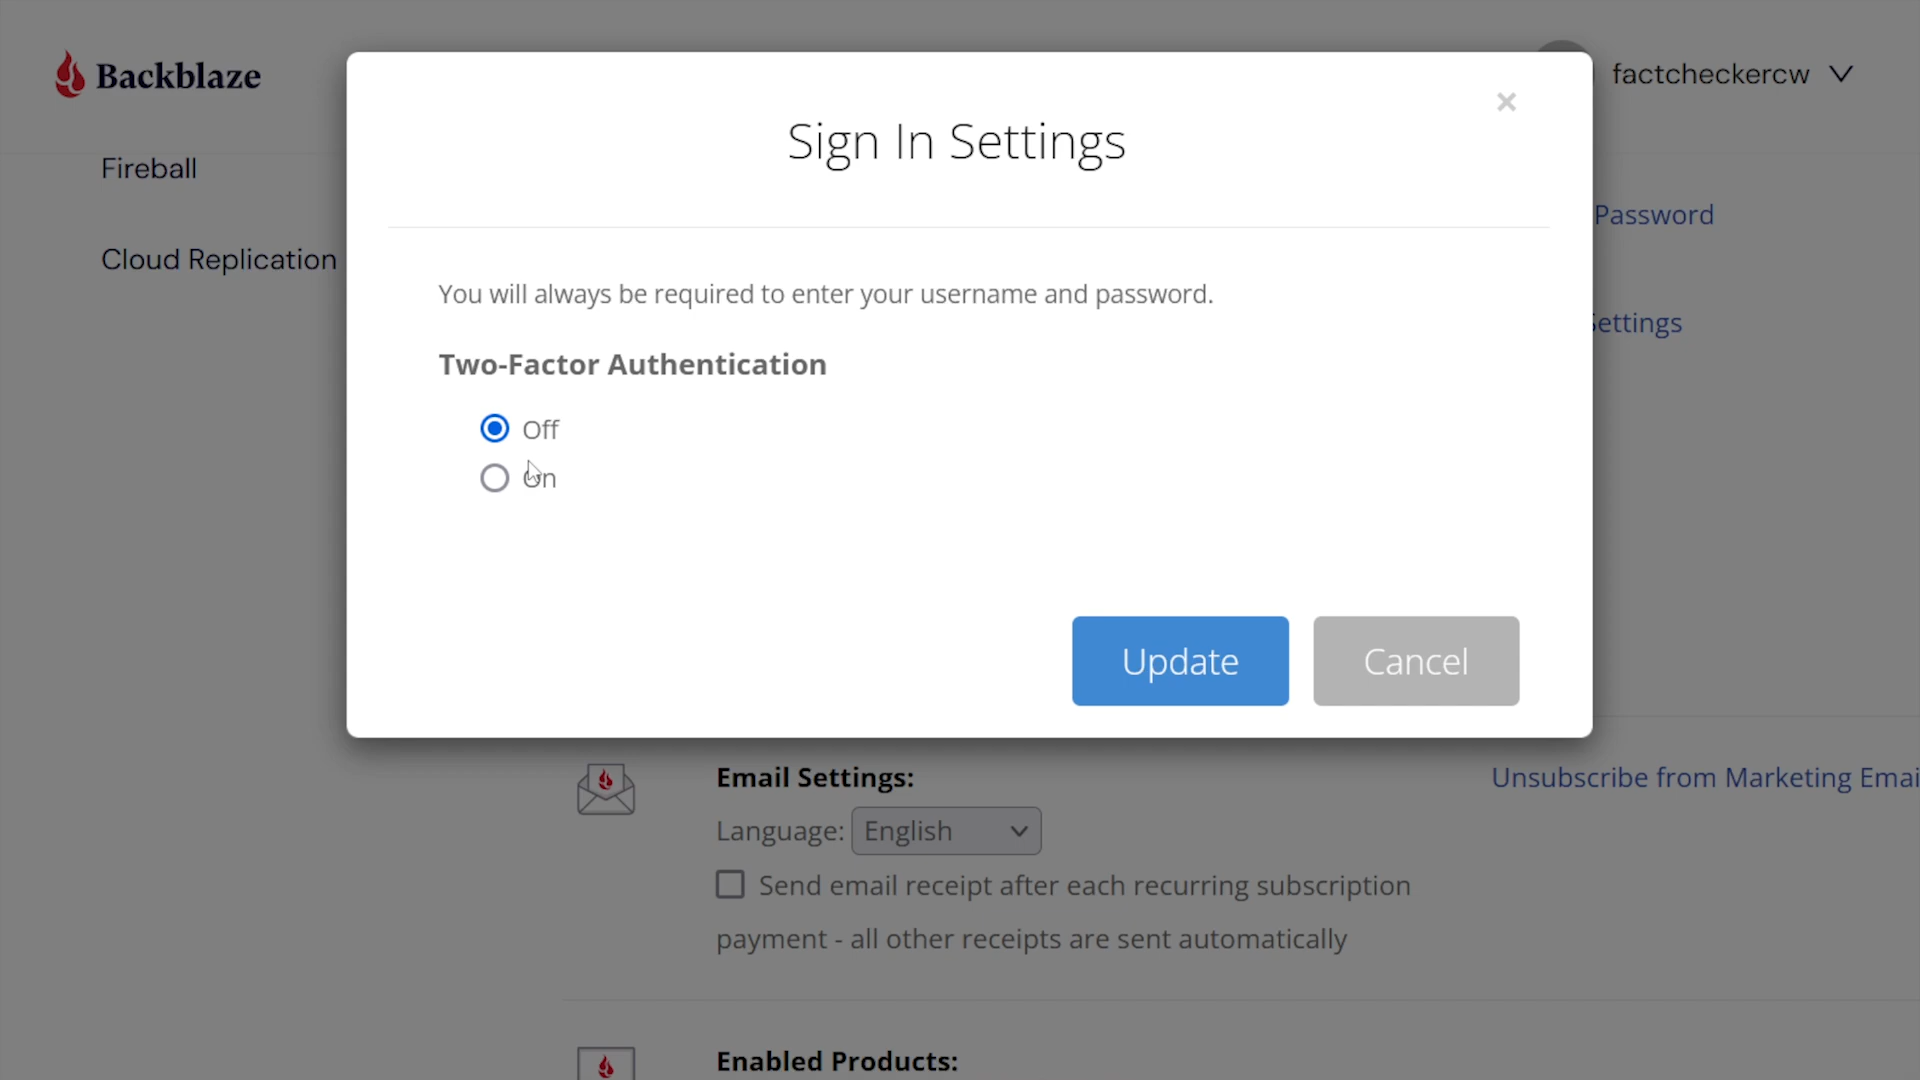 Backblaze
factcheckercw
Fireball
Cloud Replication
Sign In Settings
Password
Settings
You will always be required to enter your username and password.
Two-Factor Authentication
Off
On
Update
Cancel
Email Settings:
Unsubscribe from Marketing Emai
Language: English
Send email receipt after each recurring subscription
payment - all other receipts are sent automatically
Enabled Products: